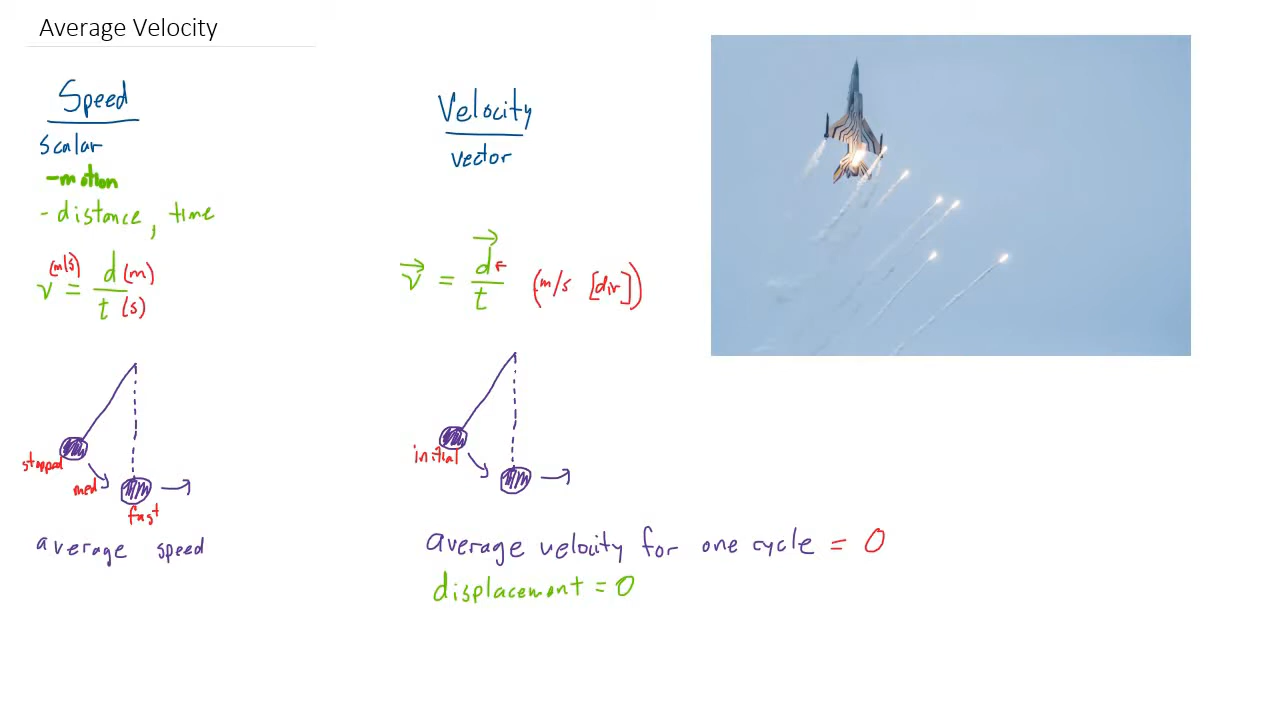 Average Velocity
Speed
scalar
-motion
- distance, time
(m/s)
v = d (m)
t (s)
stopped
med
fast
average speed
Velocity
vector
v⃗ = d⃗ / t (m/s [dir])
initial
average velocity for one cycle = 0
displacement = 0